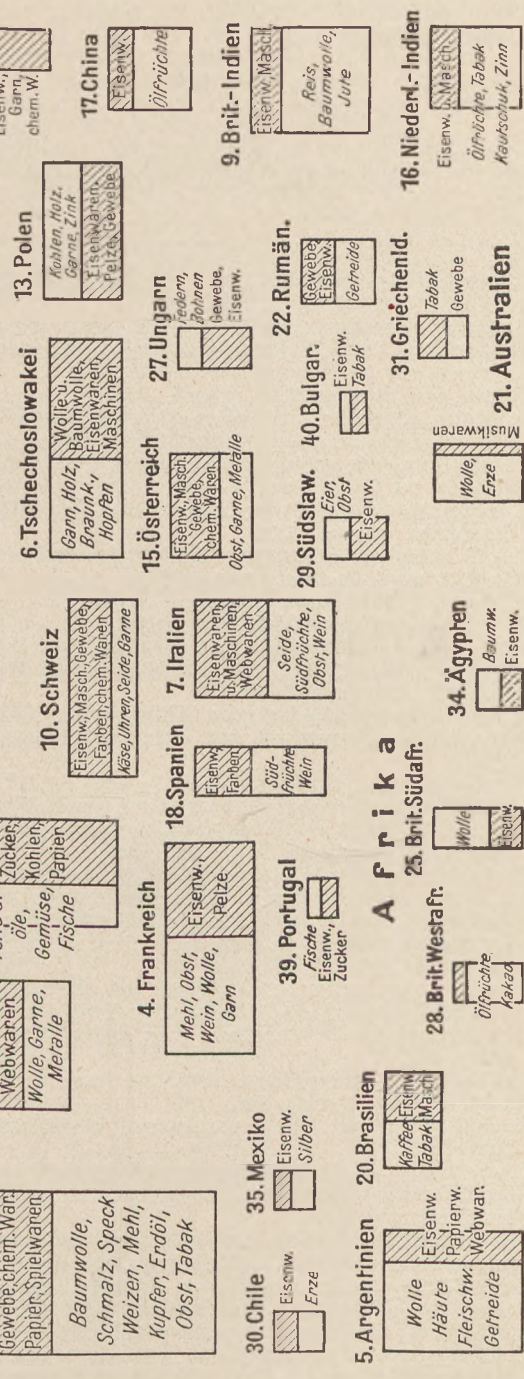 Gewebe, chem. War.
Papier, Spielwaren
Baumwolle,
Schmalz, Speck
Weizen, Mehl,
Kupfer, Erdöl,
Obst, Tabak
Webwaren
Wolle, Garne,
Metalle
öle,
Gemüse,
Fische
Zucker,
Kohlen,
Papier
10. Schweiz
Eisenw., Masch., Gewebe,
Farben, chem. Waren
Käse, Uhren, Seide, Garne
6. Tschechoslowakei
Garn, Holz,
Braunk.,
Hopfen
Wolle u.
Baumwolle,
Eisenwaren,
Maschinen
13. Polen
Kohlen, Holz,
Garne, Zink
Eisenwaren,
Pelze, Gewebe
Eisenw.,
Garn,
chem. W.
17. China
Eisenw.
Ölfrüchte
4. Frankreich
Mehl, Obst,
Wein, Wolle,
Garn
Eisenw.,
Pelze
18. Spanien
Eisenw.
Farben
Süd-
früchte
Wein
7. Italien
Eisenwaren
u. Maschinen,
Webwaren
Seide,
Südfrüchte,
Obst, Wein
15. Österreich
Eisenw., Masch.
Gewebe,
chem. Waren
Obst, Garne, Metalle
27. Ungarn
Federn,
Bohnen
Gewebe,
Eisenw.
9. Brit.-Indien
Eisenw., Masch.
Reis,
Baumwolle,
Jute
30. Chile
Eisenw.
Erze
35. Mexiko
Eisenw.
Silber
39. Portugal
Fische
Eisenw.,
Zucker
29. Südslaw.
Eier,
Obst
Eisenw.
40. Bulgar.
Eisenw.
Tabak
22. Rumän.
Gewebe
Eisenw.
Getreide
5. Argentinien
Wolle
Häute
Fleischw.
Getreide
Eisenw.
Papierw.
Webwar.
20. Brasilien
Kaffee
Tabak
Eisenw.
Masch.
Afrika
28. Brit. Westafr.
Ölfrüchte
Kakao
25. Brit. Südafr.
Wolle
Eisenw.
34. Ägypten
Baumw.
Eisenw.
31. Griechenld.
Tabak
Gewebe
21. Australien
Musikwaren
Wolle,
Erze
16. Niederl.-Indien
Eisenw. u. Masch.
Ölfrüchte, Tabak
Kautschuk, Zinn